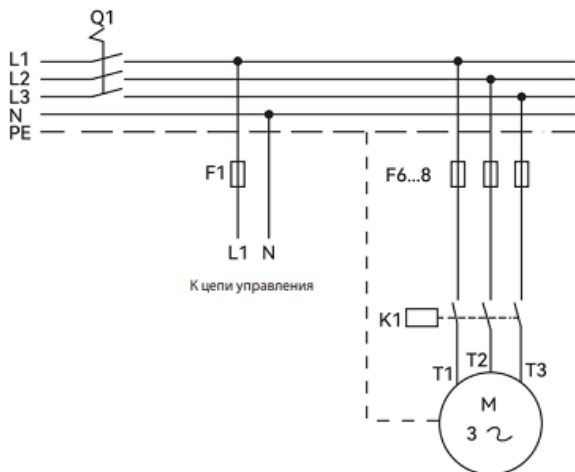 Q1
L1
L2
L3
N
PE
F1
F6...8
L1 N
К цепи управления
K1
T1 T2 T3
M
3